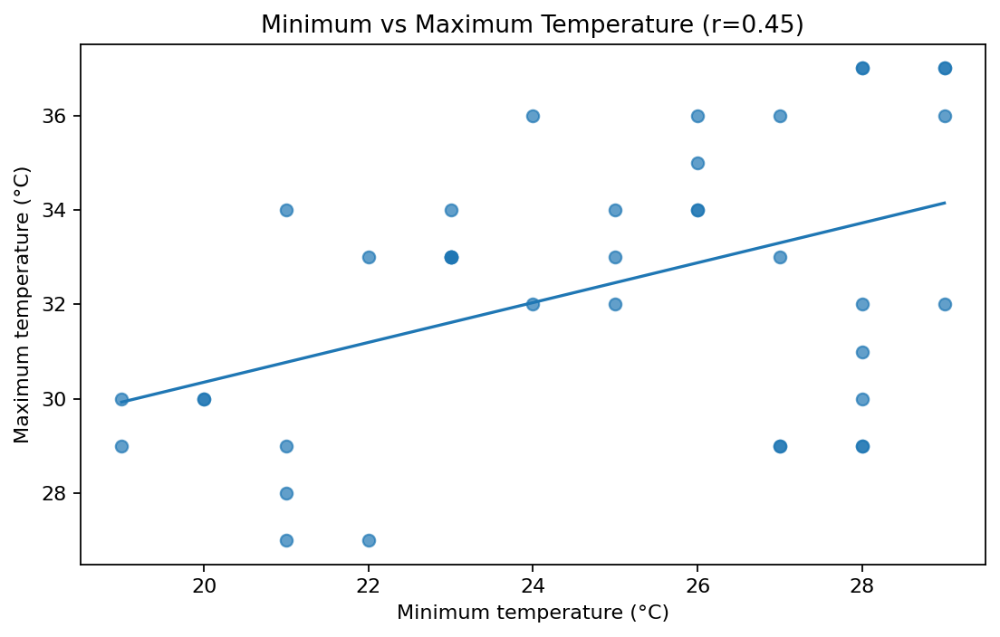 Minimum vs Maximum Temperature (r=0.45)
Maximum temperature (°C)
36
34
32
30
28
20 22 24 26 28
Minimum temperature (°C)